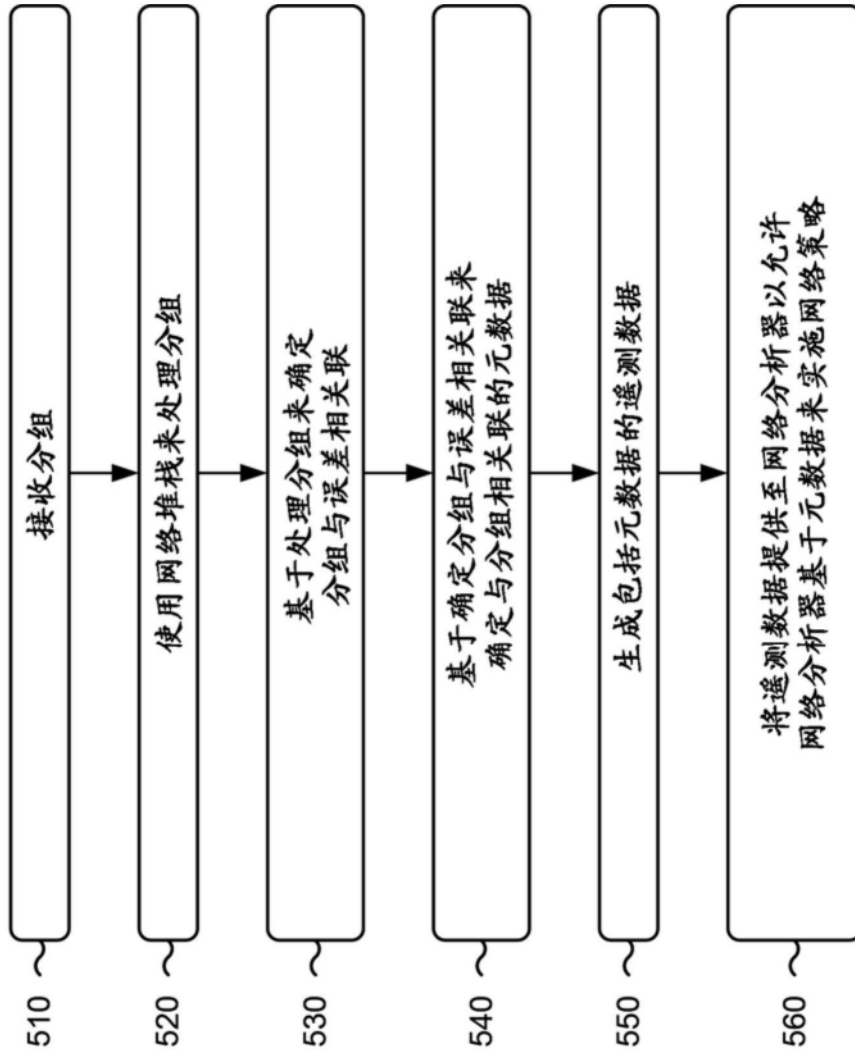 510
接收分组
520
使用网络堆栈来处理分组
530
基于处理分组来确定
分组与误差相关联
540
基于确定分组与误差相关联来
确定与分组相关联的元数据
550
生成包括元数据的遥测数据
560
将遥测数据提供至网络分析器以允许
网络分析器基于元数据来实施网络策略